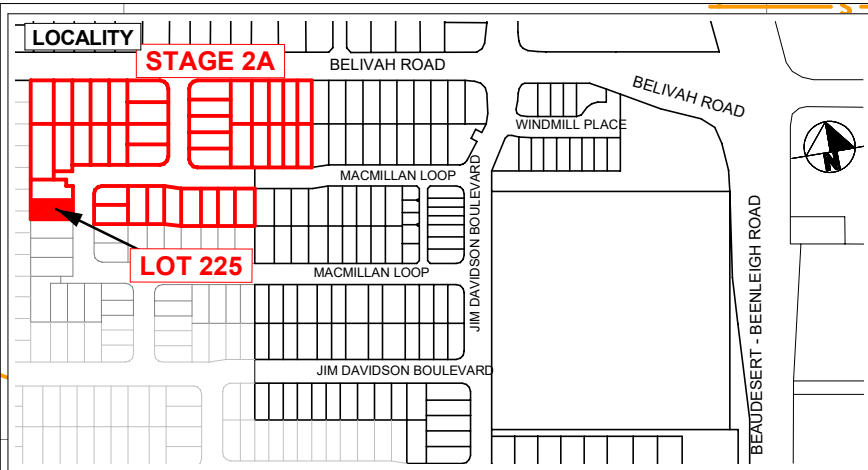 LOCALITY
STAGE 2A
BELIVAH ROAD
BELIVAH ROAD
WINDMILL PLACE
MACMILLAN LOOP
JIM DAVIDSON BOULEVARD
N
LOT 225
MACMILLAN LOOP
BEAUDESERT - BEENLEIGH ROAD
JIM DAVIDSON BOULEVARD
S